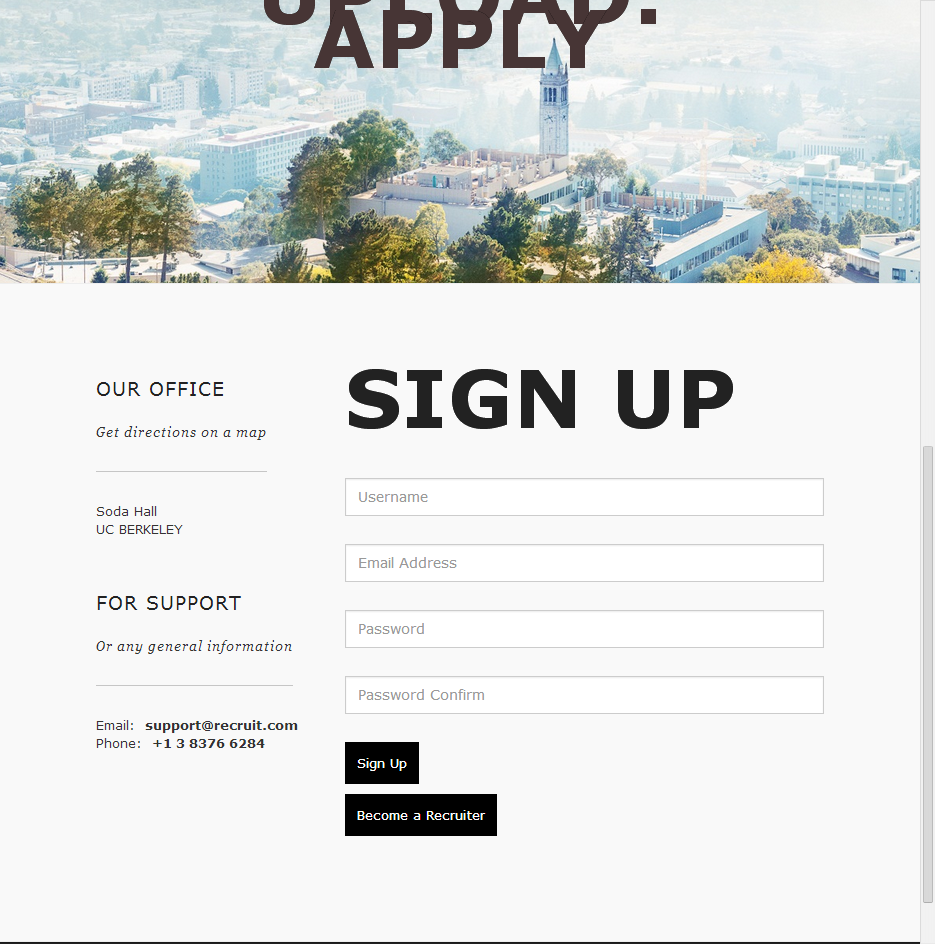 UPLOAD.
APPLY
OUR OFFICE
Get directions on a map
Soda Hall
UC BERKELEY
FOR SUPPORT
Or any general information
Email: support@recruit.com
Phone: +1 3 8376 6284
SIGN UP
Username
Email Address
Password
Password Confirm
Sign Up
Become a Recruiter